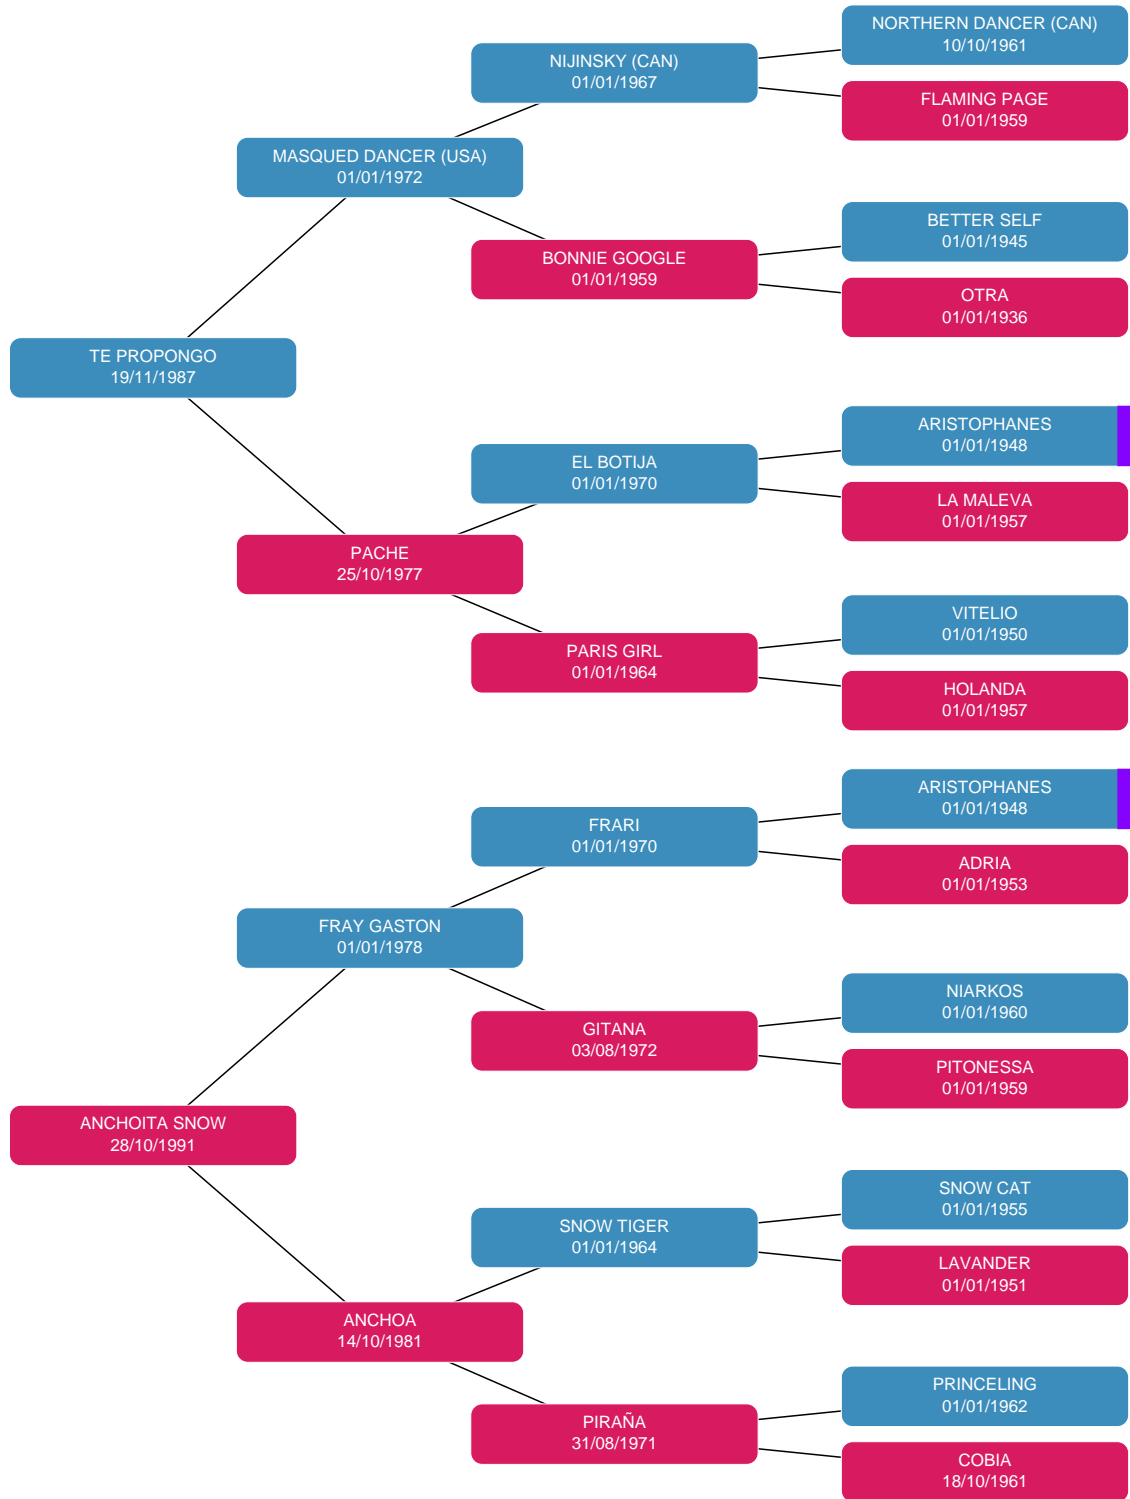 NORTHERN DANCER (CAN)
10/10/1961
NIJINSKY (CAN)
01/01/1967
FLAMING PAGE
01/01/1959
MASQUED DANCER (USA)
01/01/1972
BETTER SELF
01/01/1945
BONNIE GOOGLE
01/01/1959
OTRA
01/01/1936
TE PROPONGO
19/11/1987
ARISTOPHANES
01/01/1948
EL BOTIJA
01/01/1970
LA MALEVA
01/01/1957
PACHE
25/10/1977
VITELIO
01/01/1950
PARIS GIRL
01/01/1964
HOLANDA
01/01/1957
ARISTOPHANES
01/01/1948
FRARI
01/01/1970
ADRIA
01/01/1953
FRAY GASTON
01/01/1978
NIARKOS
01/01/1960
GITANA
03/08/1972
PITONESSA
01/01/1959
ANCHOITA SNOW
28/10/1991
SNOW CAT
01/01/1955
SNOW TIGER
01/01/1964
LAVANDER
01/01/1951
ANCHOA
14/10/1981
PRINCELING
01/01/1962
PIRAÑA
31/08/1971
COBIA
18/10/1961